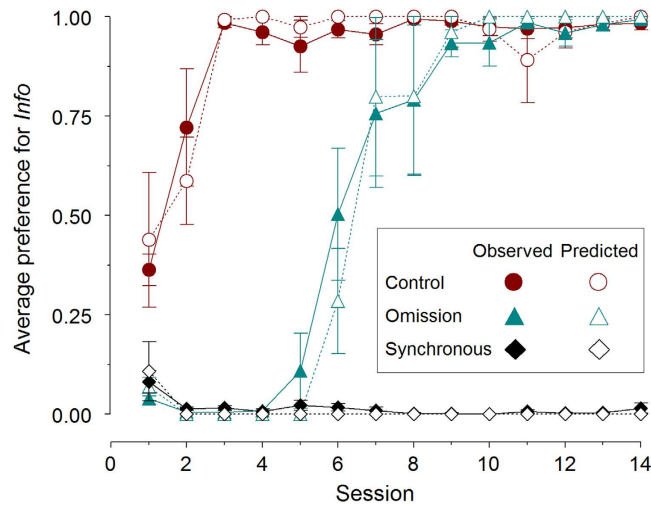 Average preference for Info
1.00
0.75
0.50
0.25
0.00
0 2 4 6 8 10 12 14
Session
Observed Predicted
Control
Omission
Synchronous